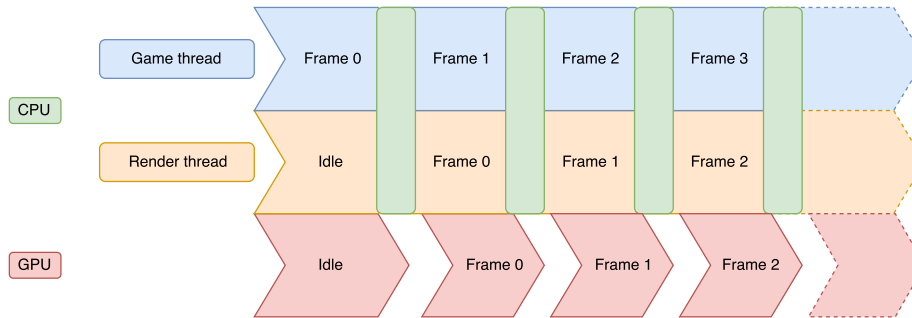 Game thread
Frame 0
Frame 1
Frame 2
Frame 3
CPU
Render thread
Idle
Frame 0
Frame 1
Frame 2
GPU
Idle
Frame 0
Frame 1
Frame 2